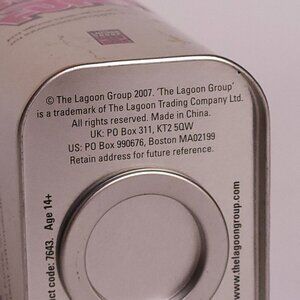 © The Lagoon Group 2007. 'The Lagoon Group'
is a trademark of The Lagoon Trading Company Ltd.
All rights reserved. Made in China.
UK: PO Box 311, KT2 5QW
US: PO Box 990676, Boston MA02199
Retain address for future reference.
uct code: 7643. Age 14+
www.thelagoongroup.com